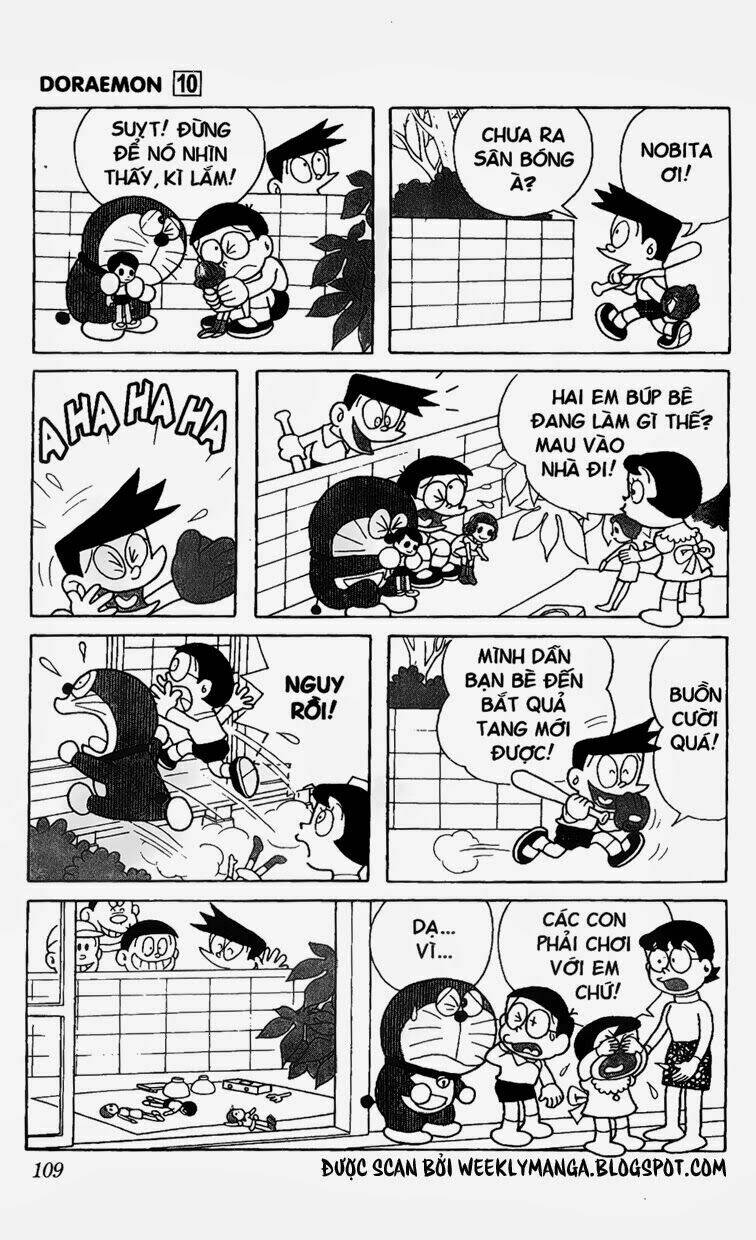 DORAEMON 10
NOBITA
ƠI!
CHƯA RA
SÂN BÓNG
À?
SUỴT! ĐỪNG
ĐỂ NÓ NHÌN
THẤY, KÌ LẮM!
HAI EM BÚP BÊ
ĐANG LÀM GÌ THẾ?
MAU VÀO
NHÀ ĐI!
A HA HA HA
BUỒN
CƯỜI
QUÁ!
MÌNH DẪN
BẠN BÈ ĐẾN
BẮT QUẢ
TANG MỚI
ĐƯỢC!
NGUY
RỒI!
CÁC CON
PHẢI CHƠI
VỚI EM
CHỨ!
DẠ...
VÌ...
109
ĐƯỢC SCAN BỞI WEEKLYMANGA.BLOGSPOT.COM